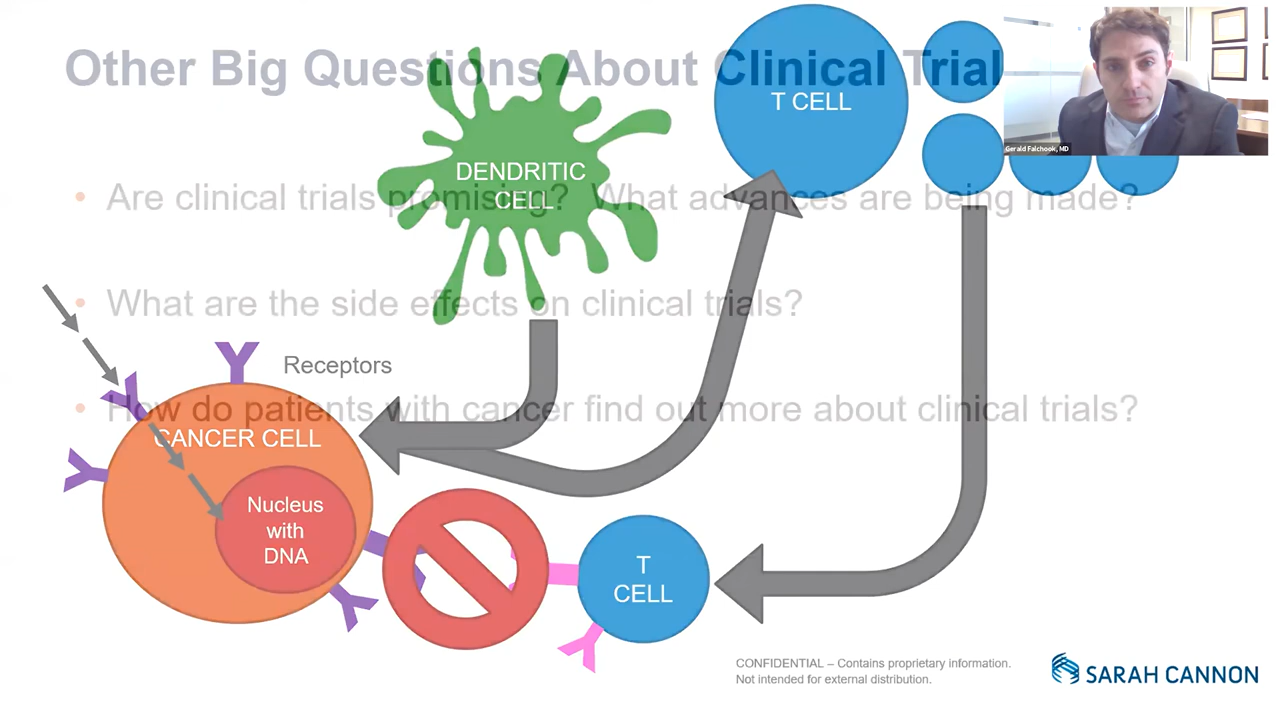 Other Big Questions About Clinical Trial
T CELL
Gerald Falchook, MD
DENDRITIC
CELL
Are clinical trials promising? What advances are being made?
What are the side effects on clinical trials?
Receptors
How do patients with cancer find out more about clinical trials?
CANCER CELL
Nucleus
with
DNA
T
CELL
CONFIDENTIAL – Contains proprietary information.
Not intended for external distribution.
SARAH CANNON